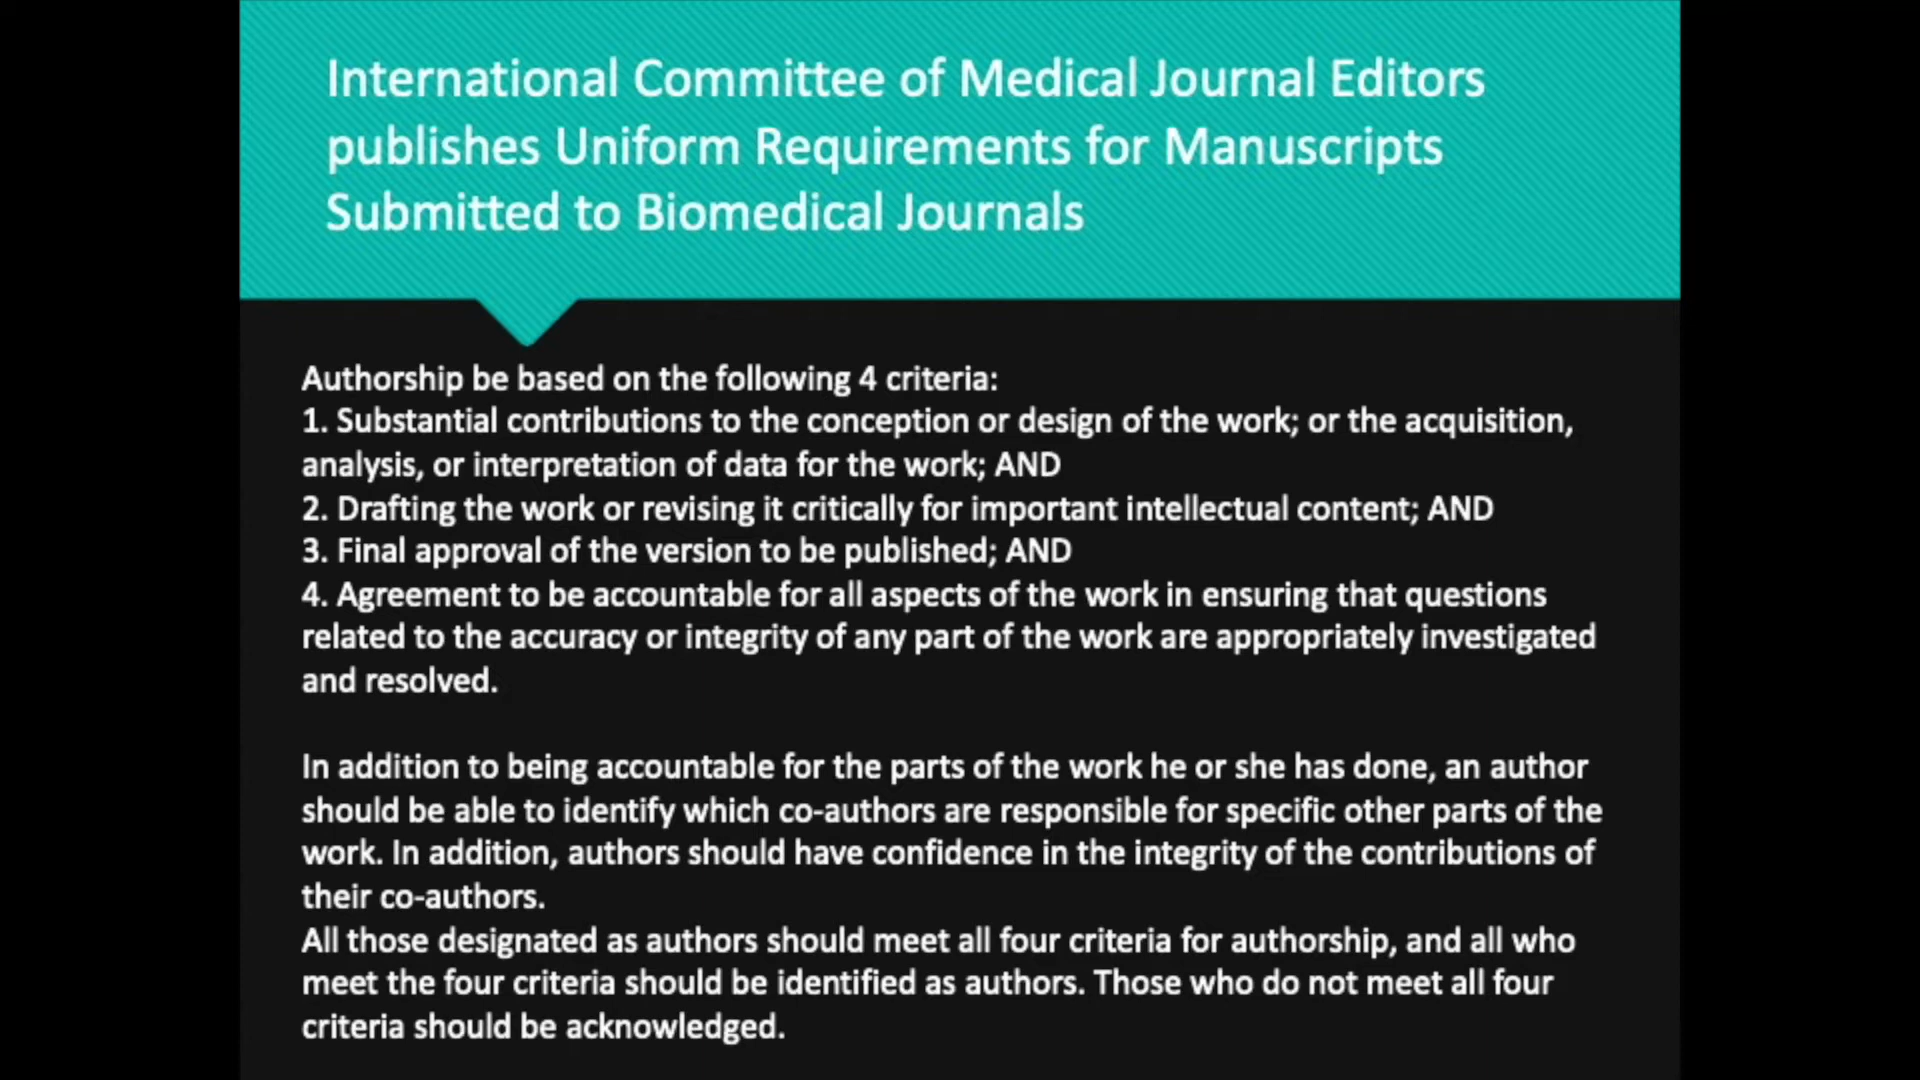 International Committee of Medical Journal Editors
publishes Uniform Requirements for Manuscripts
Submitted to Biomedical Journals
Authorship be based on the following 4 criteria:
1. Substantial contributions to the conception or design of the work; or the acquisition,
analysis, or interpretation of data for the work; AND
2. Drafting the work or revising it critically for important intellectual content; AND
3. Final approval of the version to be published; AND
4. Agreement to be accountable for all aspects of the work in ensuring that questions
related to the accuracy or integrity of any part of the work are appropriately investigated
and resolved.
In addition to being accountable for the parts of the work he or she has done, an author
should be able to identify which co-authors are responsible for specific other parts of the
work. In addition, authors should have confidence in the integrity of the contributions of
their co-authors.
All those designated as authors should meet all four criteria for authorship, and all who
meet the four criteria should be identified as authors. Those who do not meet all four
criteria should be acknowledged.